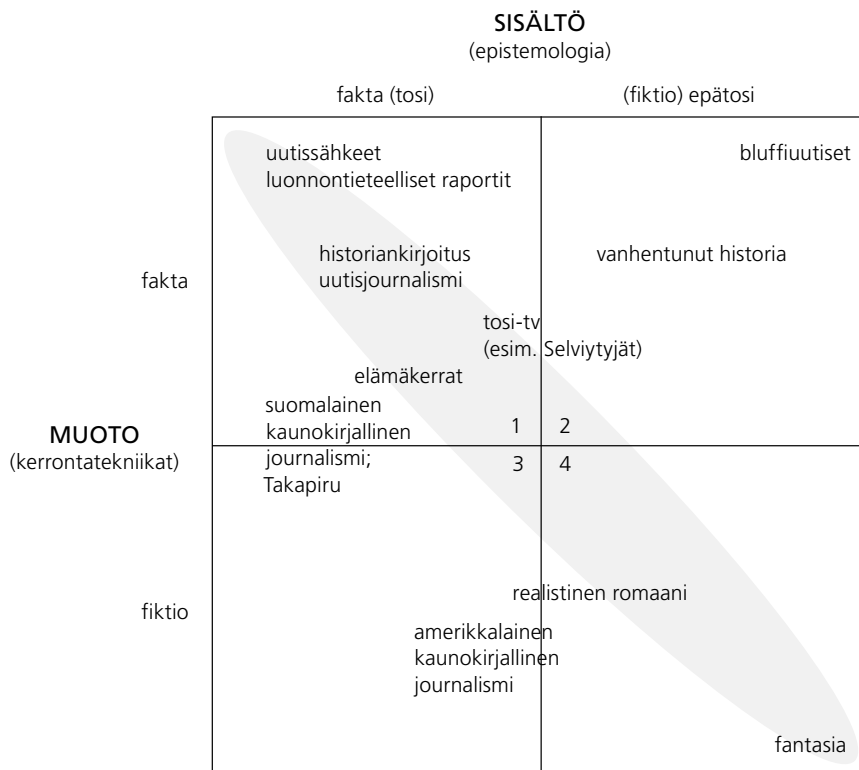 SISÄLTÖ
(epistemologia)
fakta (tosi)
(fiktio) epätosi
uutissähkeet
luonnontieteelliset raportit
bluffiuutiset
historiankirjoitus
uutisjournalismi
vanhentunut historia
fakta
tosi-tv
(esim. Selviytyjät)
elämäkerrat
suomalainen
kaunokirjallinen
journalismi;
Takapiru
1
2
MUOTO
(kerrontatekniikat)
3
4
realistinen romaani
fiktio
amerikkalainen
kaunokirjallinen
journalismi
fantasia